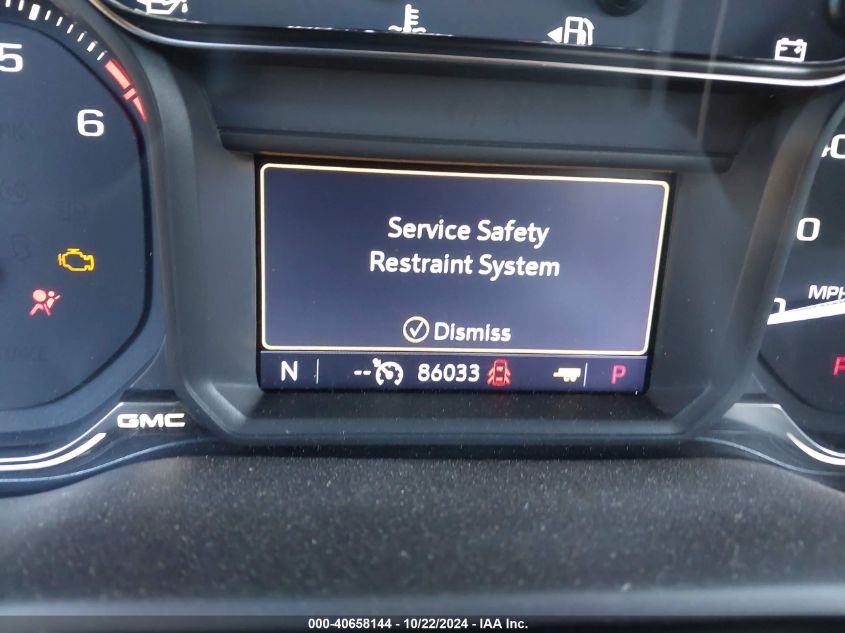 5
6
Service Safety
Restraint System
Dismiss
N -- 86033 P
0
MPH
P
GMC
000-40658144 - 10/22/2024 - IAA Inc.